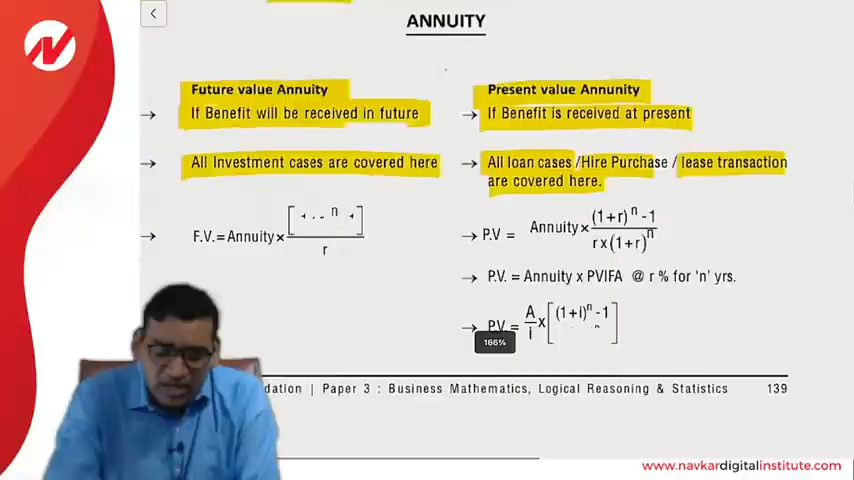 ANNUITY
Future value Annuity
→ If Benefit will be received in future
→ All Investment cases are covered here
→ F.V.=Annuity×[ n ] / r
Present value Annunity
→ If Benefit is received at present
→ All loan cases /Hire Purchase / lease transaction
are covered here.
→ P.V = Annuity× (1+r)^n -1 / r x (1+r)^n
→ P.V. = Annuity x PVIFA @ r % for 'n' yrs.
→ P.V. = A/i x [(1+i)^n -1
166%
dation | Paper 3 : Business Mathematics, Logical Reasoning & Statistics 139
www.navkardigitalinstitute.com